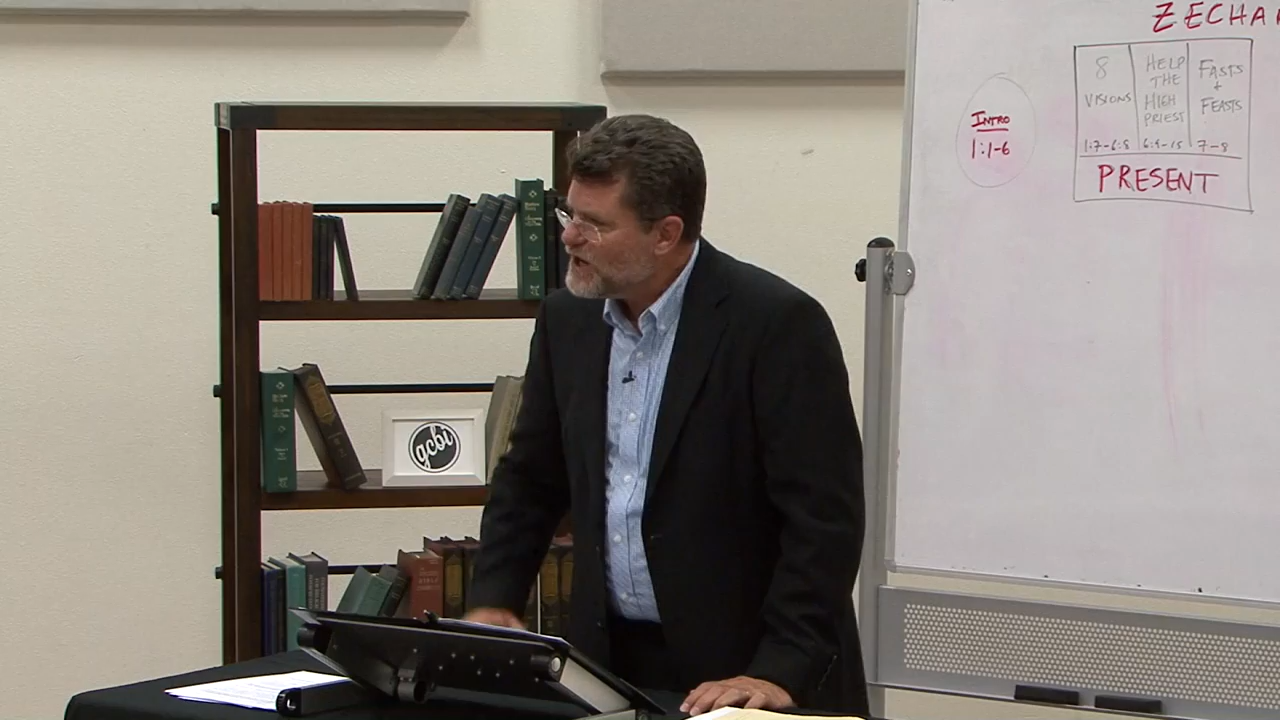 ZECHA
INTRO
1:1-6
8
VISIONS
1:7-6:8
HELP
THE
HIGH
PRIEST
6:9-15
FASTS
+
FEASTS
7-8
PRESENT
gcbi